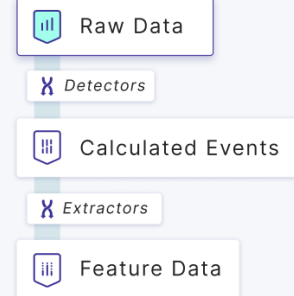 Raw Data
Detectors
Calculated Events
Extractors
Feature Data